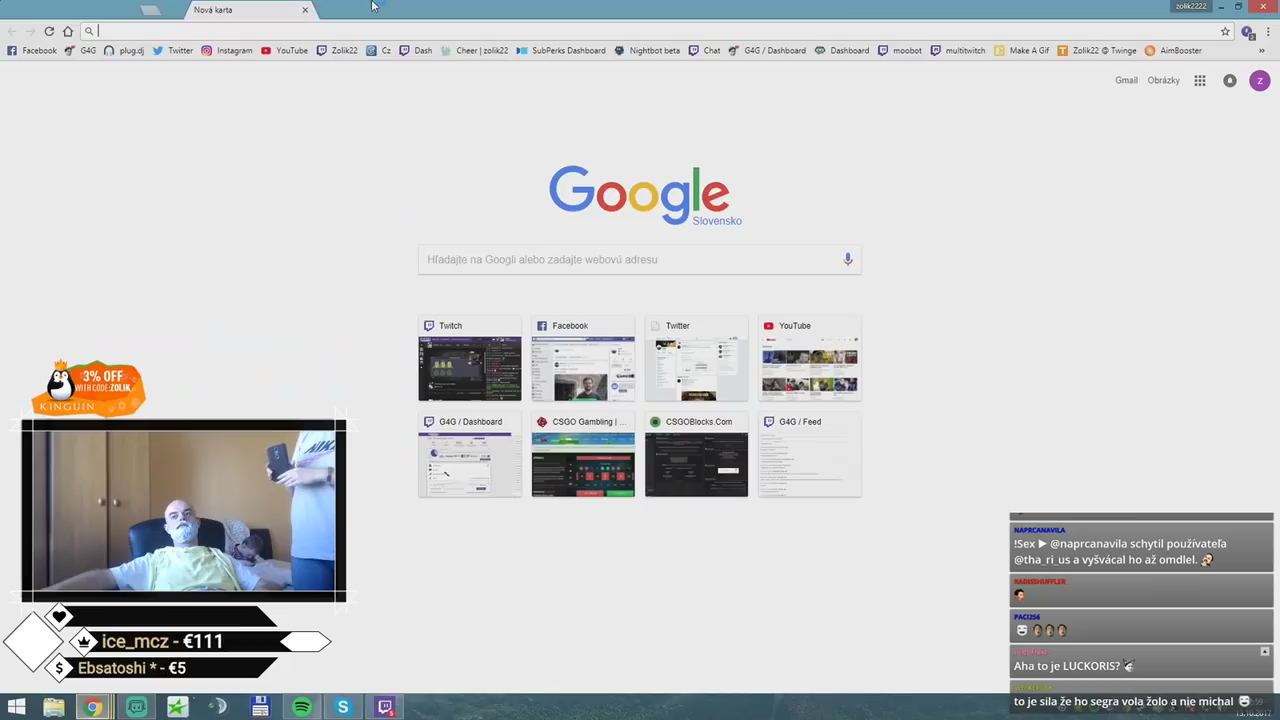 Nová karta
zolik2222
Facebook G4G plug.dj Twitter Instagram YouTube Zolik22 Cz Dash Cheer | zolik22 SubPerks Dashboard Nightbot beta Chat G4G / Dashboard Dashboard moobot multitwitch Make A Gif Zolik22 @ Twinge AimBooster
Gmail Obrázky
Z
Google
Slovensko
Hľadajte na Googli alebo zadajte webovú adresu
Twitch Facebook Twitter YouTube
G4G / Dashboard CSGO Gambling | ... CSGOBlocks.Com G4G / Feed
3% OFF
WITH CODE:ZOLIK
KINGUIN
ice_mcz - €111
Ebsatoshi * - €5
NAPRCANAVILA
!Sex ► @naprcanavila schytil používateľa
@tha_ri_us a vyšvácal ho až omdlel.
RADISSHUFFLER
PACI256
Aha to je LUCKORIS?
to je sila že ho segra vola žolo a nie michal
13.10.2017